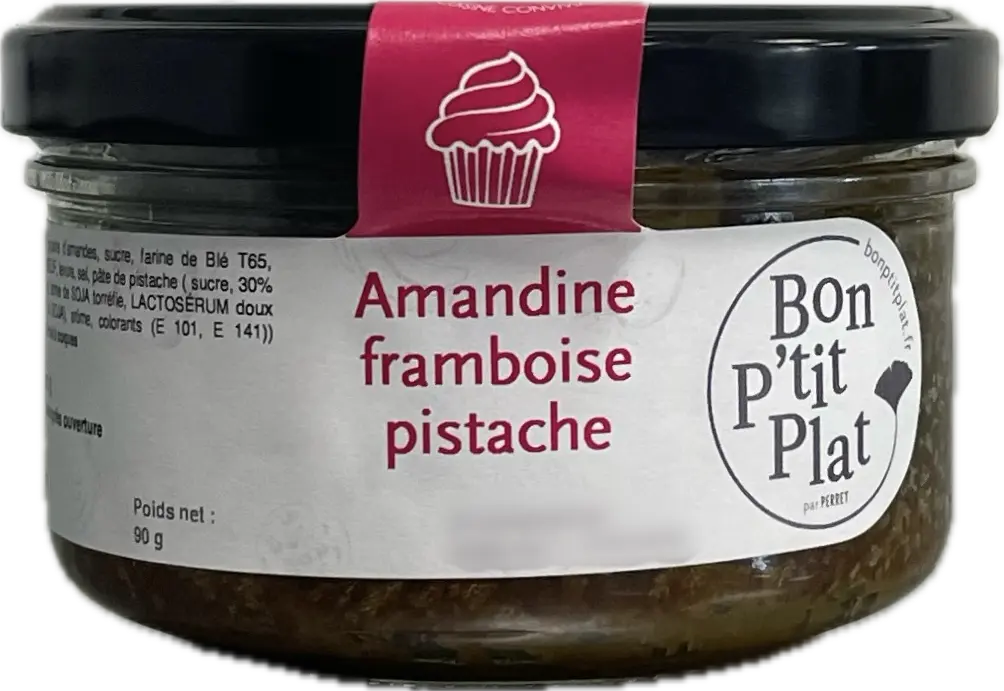 d'amandes, sucre, farine de Blé T65,
levure, sel, pâte de pistache ( sucre, 30%
de SOJA torréfié, LACTOSÉRUM doux
arôme, colorants (E 101, E 141))
ouverture
Poids net :
90 g
Amandine
framboise
pistache
bonptitplat.fr
Bon
P'tit
Plat
par PERRET